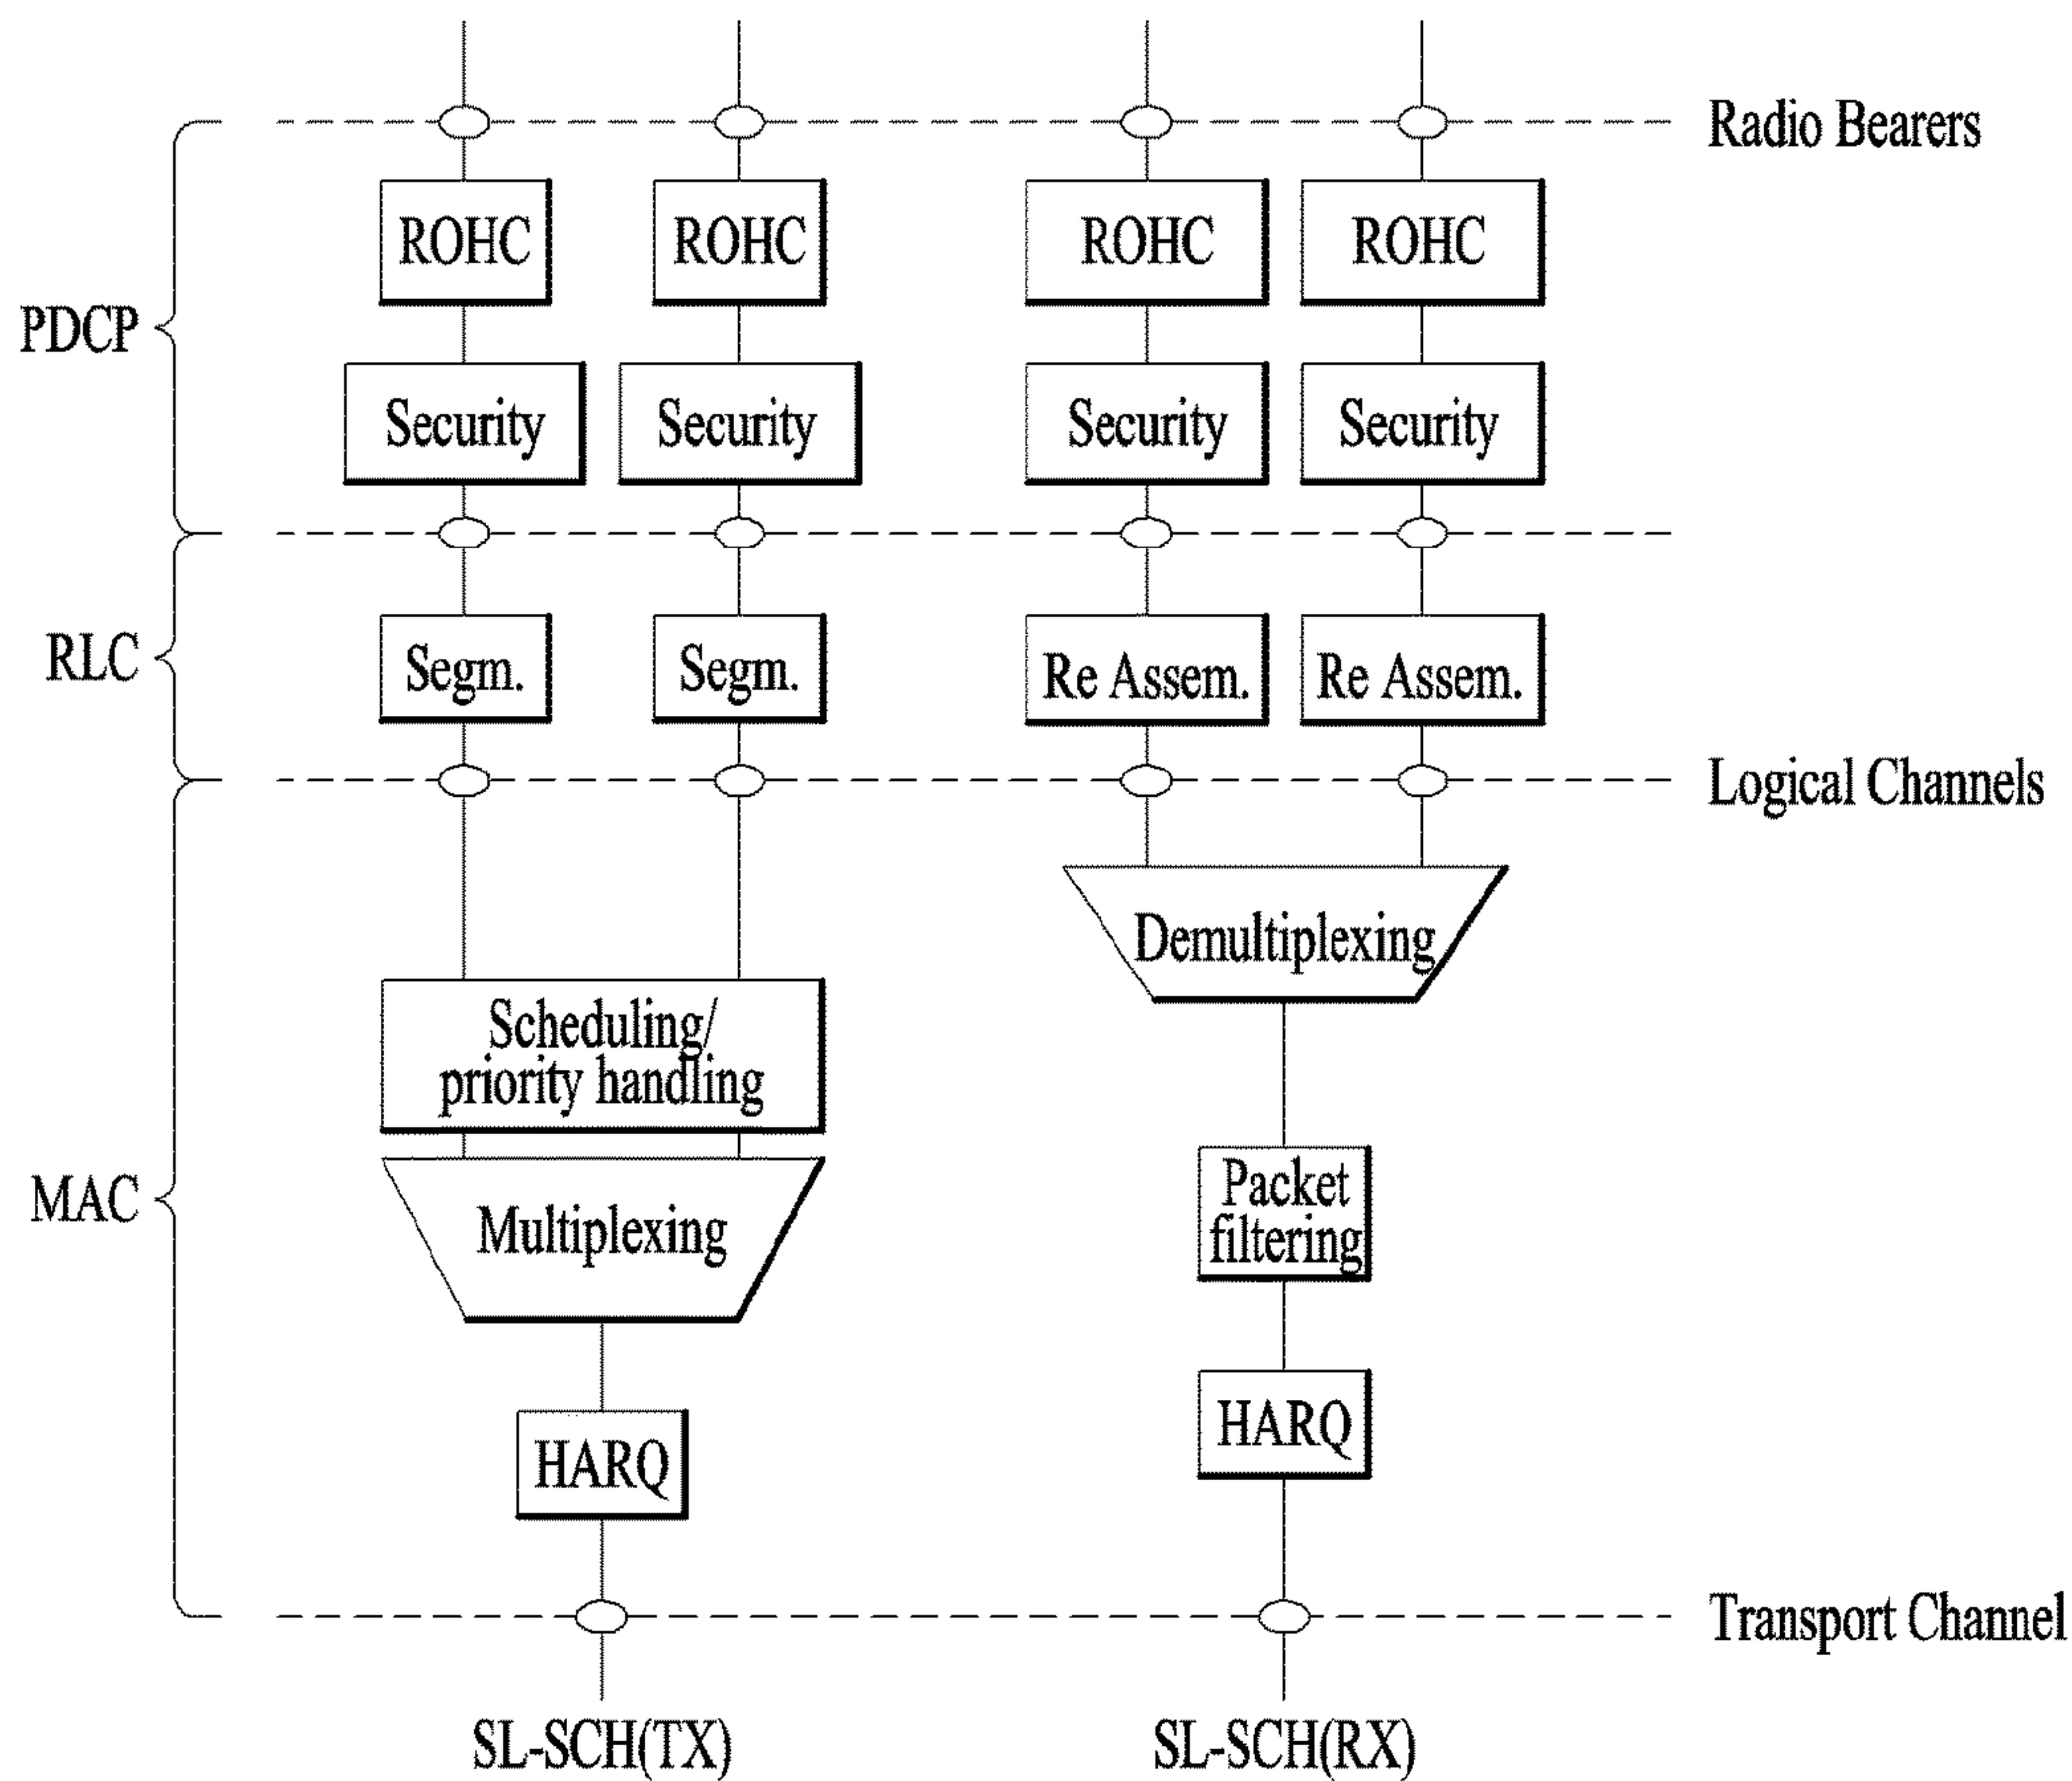 Radio Bearers
ROHC
ROHC
ROHC
ROHC
PDCP
Security
Security
Security
Security
RLC
Segm.
Segm.
Re Assem.
Re Assem.
Logical Channels
Demultiplexing
Scheduling/
priority handling
MAC
Multiplexing
Packet
filtering
HARQ
HARQ
Transport Channel
SL-SCH(TX)
SL-SCH(RX)